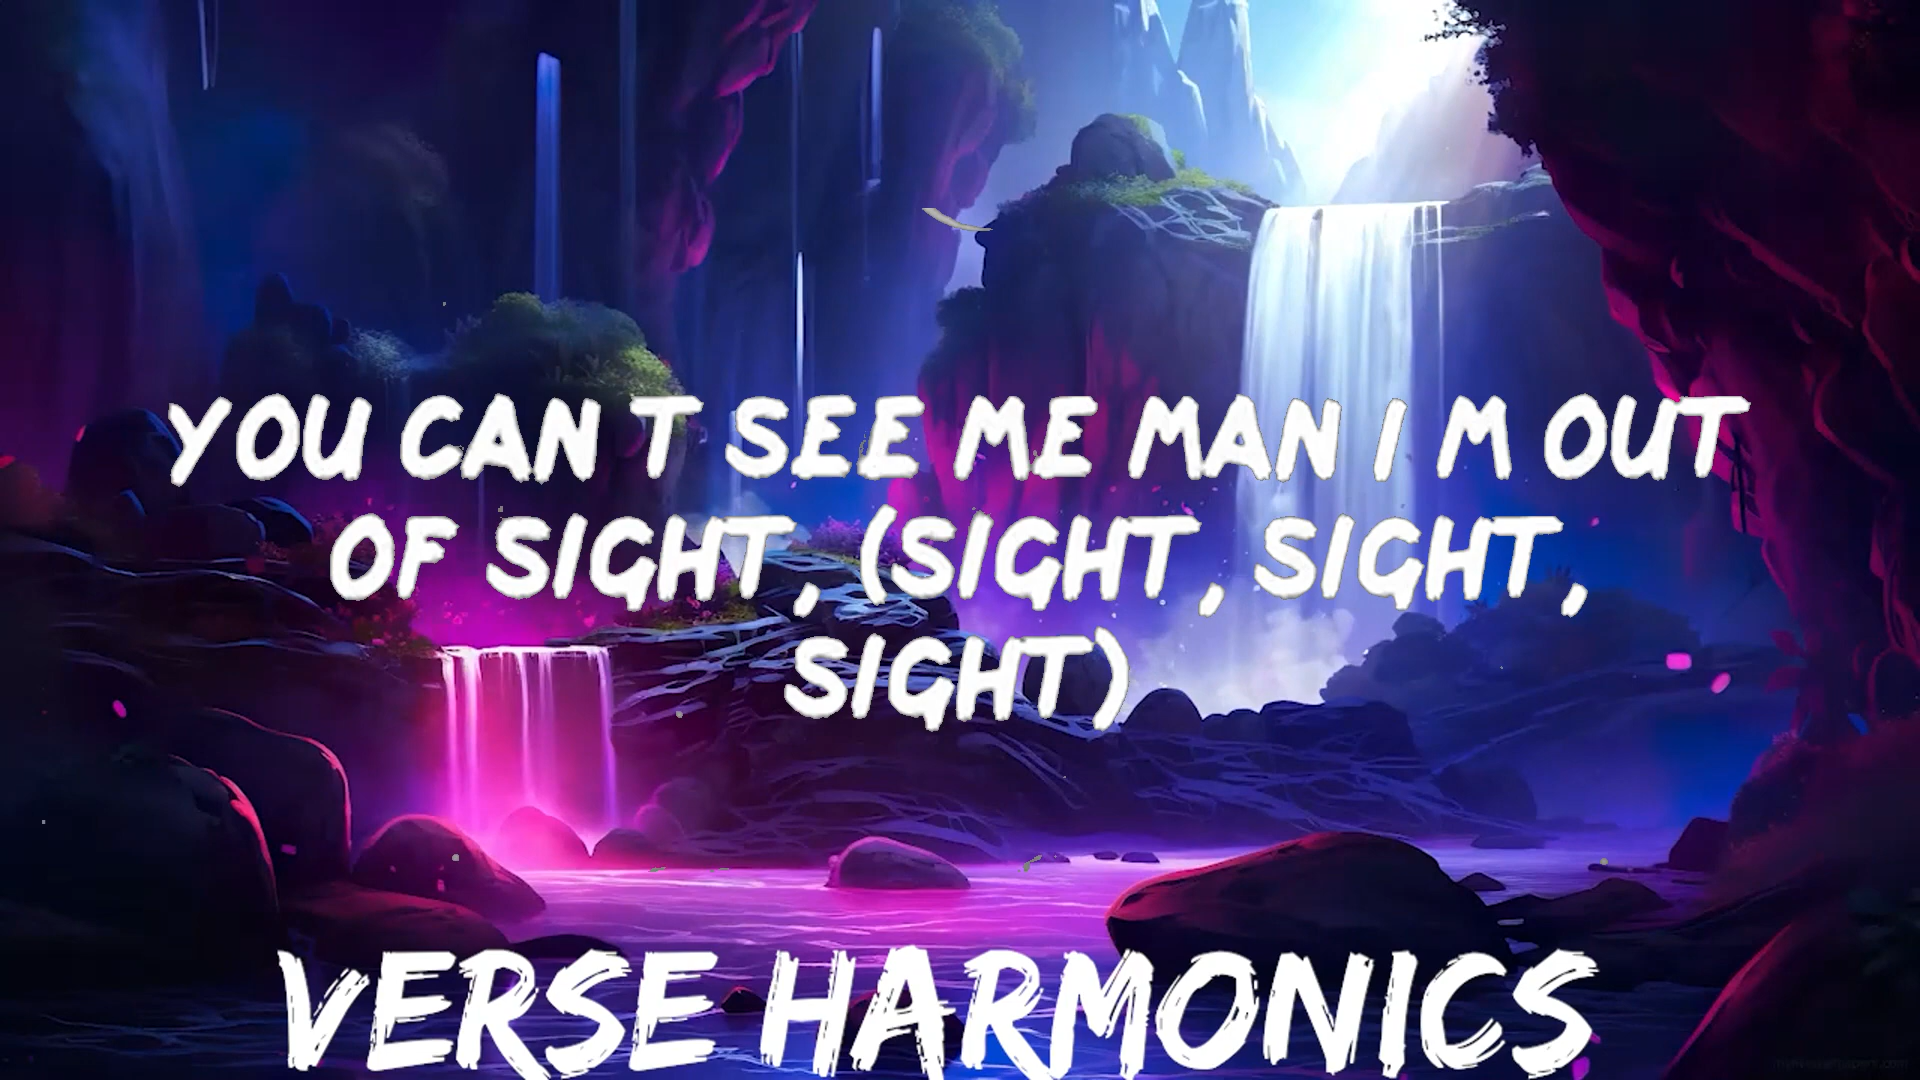 YOU CAN T SEE ME MAN I M OUT
OF SIGHT, (SIGHT, SIGHT,
SIGHT)
VERSE HARMONICS